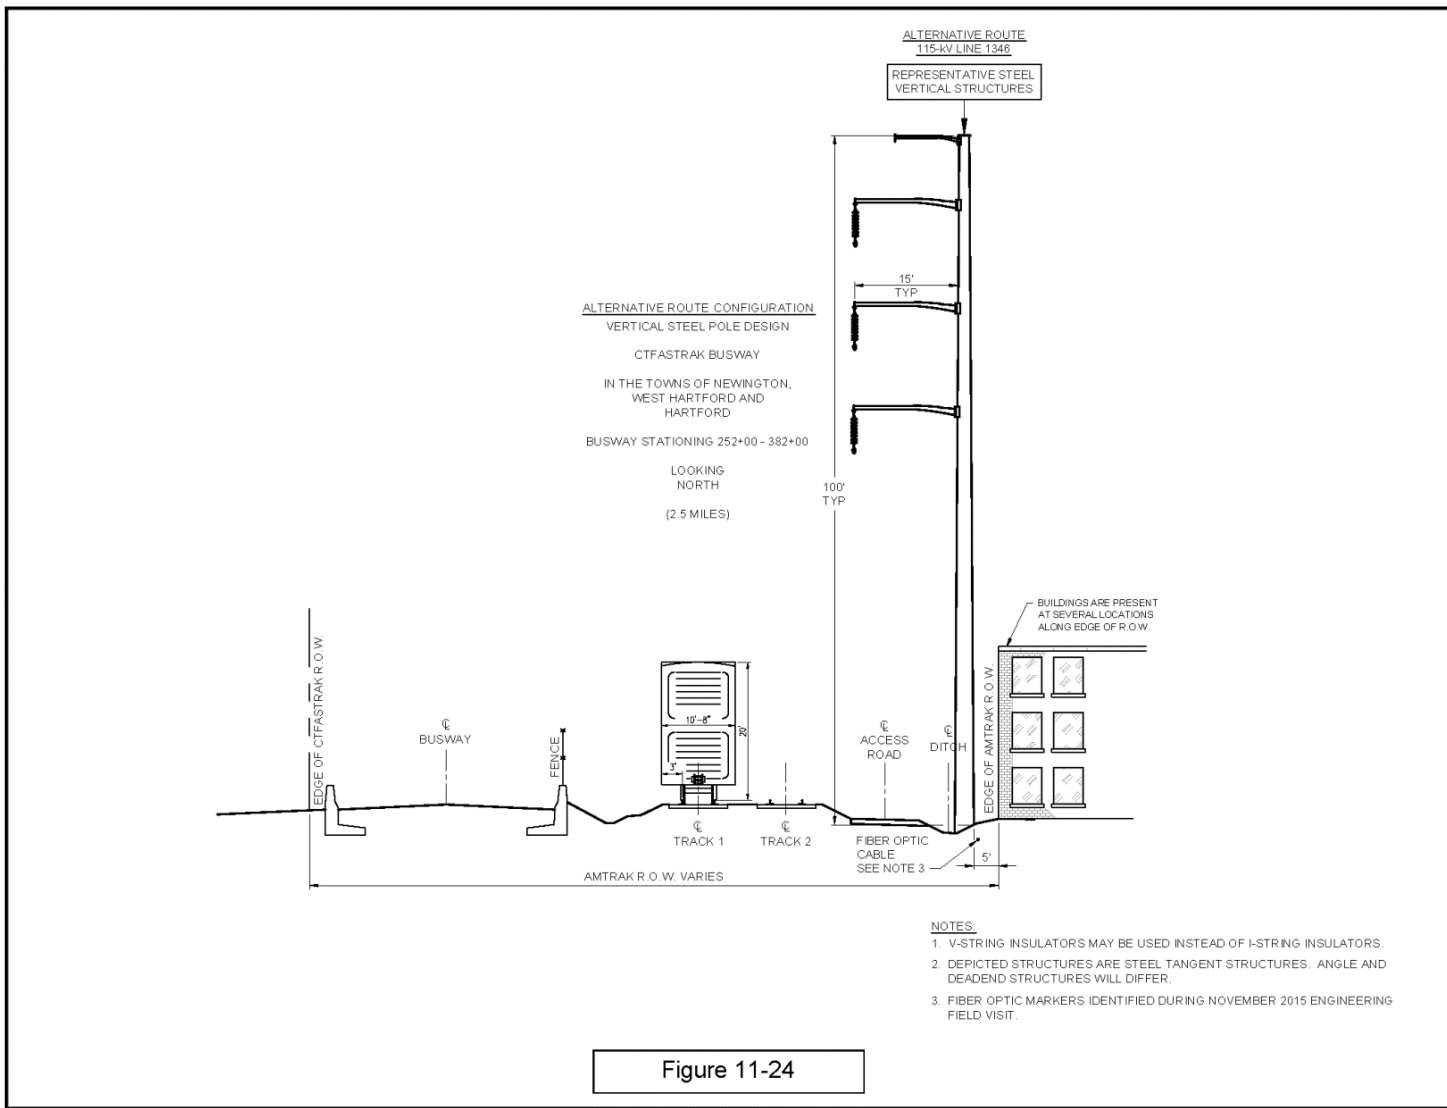 ALTERNATIVE ROUTE
115-kV LINE 1346
REPRESENTATIVE STEEL
VERTICAL STRUCTURES
15'
TYP
ALTERNATIVE ROUTE CONFIGURATION
VERTICAL STEEL POLE DESIGN
CTFASTRAK BUSWAY
IN THE TOWNS OF NEWINGTON,
WEST HARTFORD AND
HARTFORD
BUSWAY STATIONING 252+00 - 382+00
LOOKING
NORTH
(2.5 MILES)
100'
TYP
BUILDINGS ARE PRESENT
AT SEVERAL LOCATIONS
ALONG EDGE OF R.O.W.
EDGE OF CTFASTRAK R.O.W.
℄
BUSWAY
FENCE
10'-8"
20'
3'
℄
ACCESS
ROAD
℄
DITCH
EDGE OF AMTRAK R.O.W.
℄
TRACK 1
℄
TRACK 2
FIBER OPTIC
CABLE
SEE NOTE 3
5'
AMTRAK R.O.W. VARIES
NOTES:
1. V-STRING INSULATORS MAY BE USED INSTEAD OF I-STRING INSULATORS.
2. DEPICTED STRUCTURES ARE STEEL TANGENT STRUCTURES. ANGLE AND
DEADEND STRUCTURES WILL DIFFER.
3. FIBER OPTIC MARKERS IDENTIFIED DURING NOVEMBER 2015 ENGINEERING
FIELD VISIT.
Figure 11-24